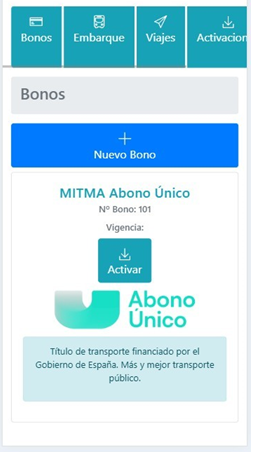 Bonos
Embarque
Viajes
Activacion
Bonos
Nuevo Bono
MITMA Abono Único
Nº Bono: 101
Vigencia:
Activar
Abono
Único
Título de transporte financiado por el
Gobierno de España. Más y mejor transporte
público.